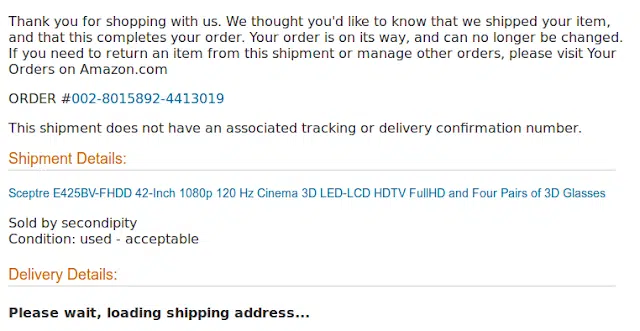 Thank you for shopping with us. We thought you'd like to know that we shipped your item,
and that this completes your order. Your order is on its way, and can no longer be changed.
If you need to return an item from this shipment or manage other orders, please visit Your
Orders on Amazon.com
ORDER #002-8015892-4413019
This shipment does not have an associated tracking or delivery confirmation number.
Shipment Details:
Sceptre E425BV-FHDD 42-Inch 1080p 120 Hz Cinema 3D LED-LCD HDTV FullHD and Four Pairs of 3D Glasses
Sold by secondipity
Condition: used - acceptable
Delivery Details:
Please wait, loading shipping address...